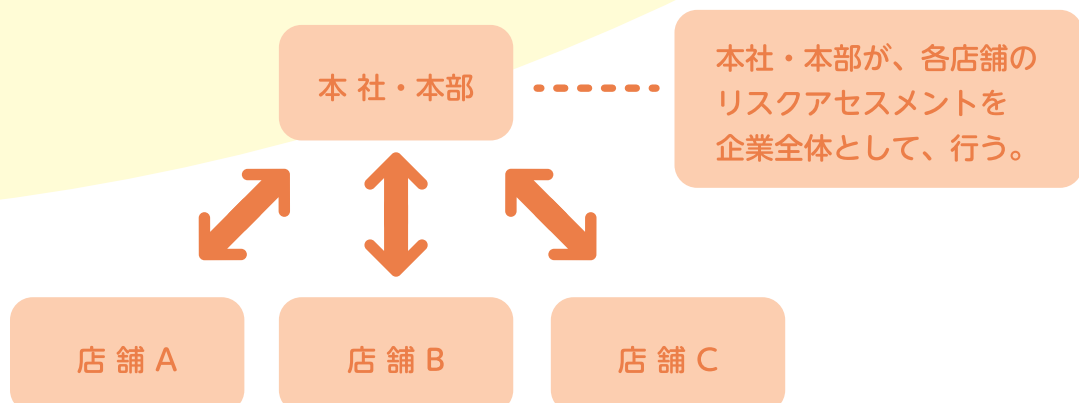 本 社・本部
本社・本部が、各店舗の
リスクアセスメントを
企業全体として、行う。
店 舗 A
店 舗 B
店 舗 C